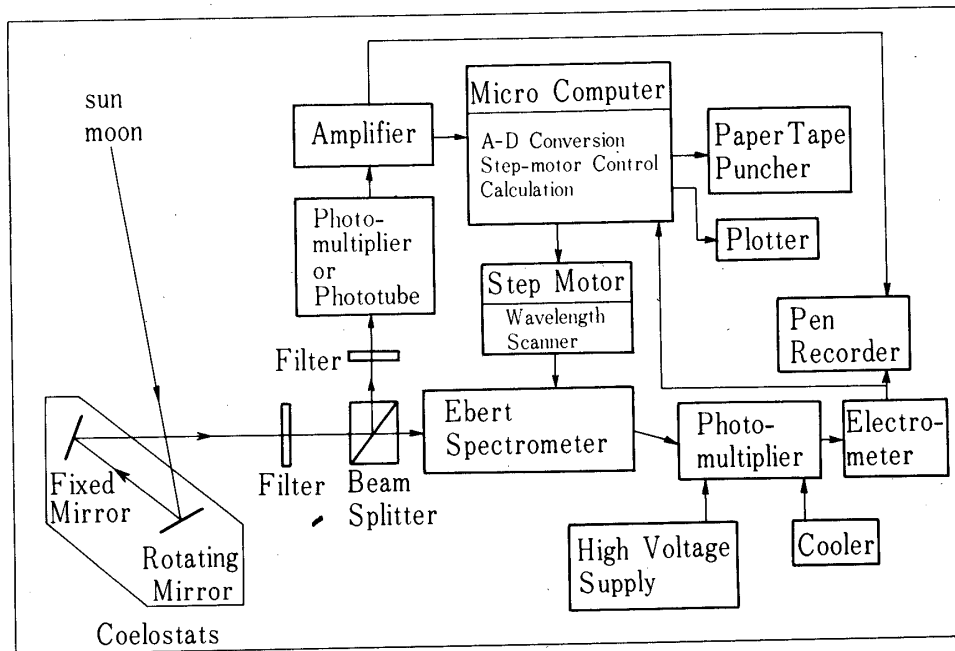 sun
moon
Amplifier
Micro Computer
A-D Conversion
Step-motor Control
Calculation
Paper Tape
Puncher
Plotter
Photo-
multiplier
or
Phototube
Step Motor
Wavelength
Scanner
Pen
Recorder
Filter
Ebert
Spectrometer
Photo-
multiplier
Electro-
meter
Fixed
Mirror
Filter
Beam
Splitter
Rotating
Mirror
High Voltage
Supply
Cooler
Coelostats